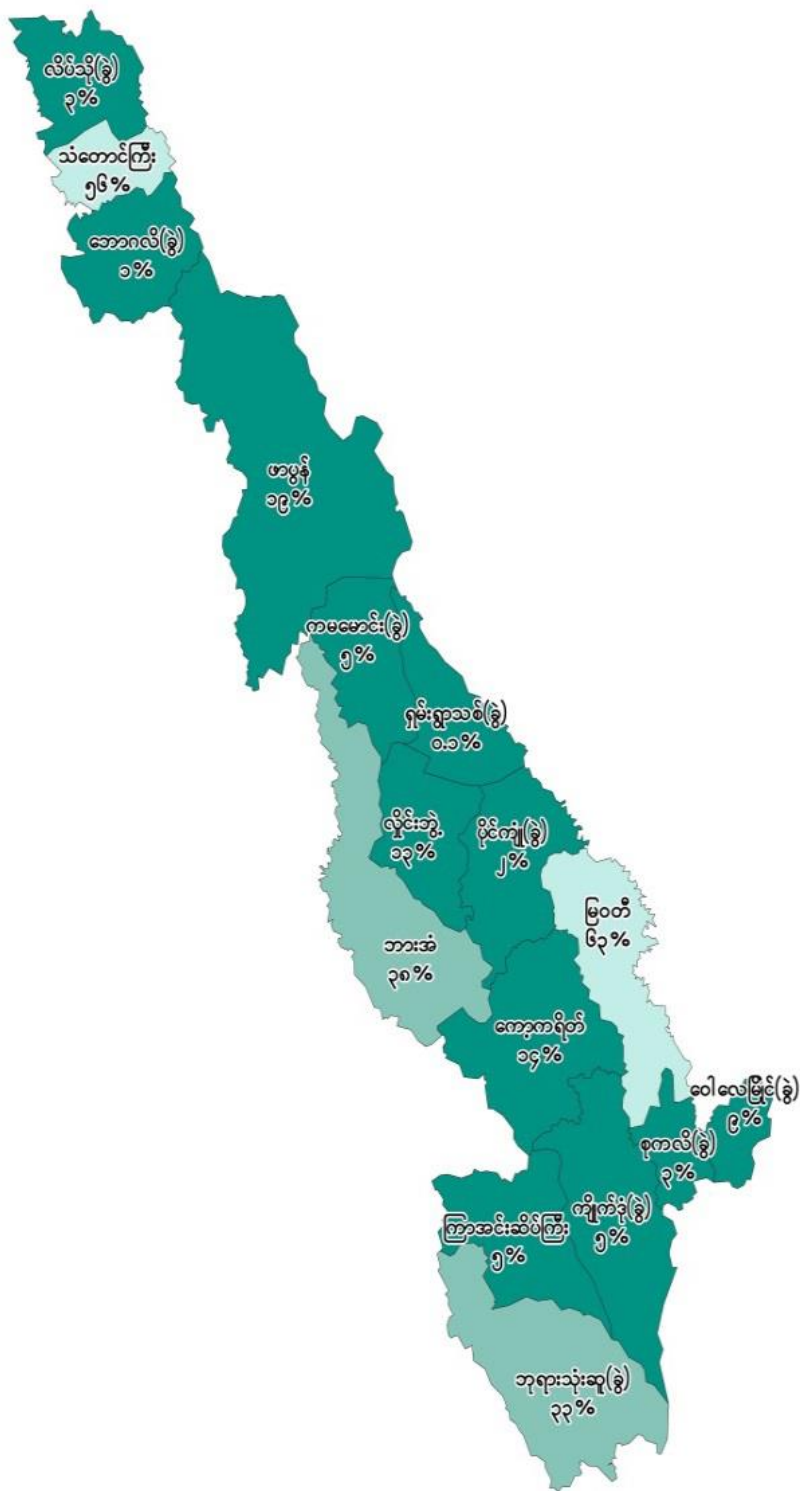 လိပ်သို(ခွဲ)
၃%
သံတောင်ကြီး
၅၆%
ဘောဂလိ(ခွဲ)
၁%
ဖာပွန်
၁၉%
ကမမောင်း(ခွဲ)
၅%
ရှမ်းရွာသစ်(ခွဲ)
၀.၁%
လှိုင်းဘွဲ့
၁၃%
ပိုင်ကျုံ(ခွဲ)
၂%
မြဝတီ
၆၃%
ဘားအံ
၃၈%
ကော့ကရိတ်
၁၄%
ဝေါလေမြိုင်(ခွဲ)
၉%
စုကလိ(ခွဲ)
၃%
ကျိုက်ဒုံ(ခွဲ)
၅%
ကြာအင်းဆိပ်ကြီး
၅%
ဘုရားသုံးဆူ(ခွဲ)
၃၃%